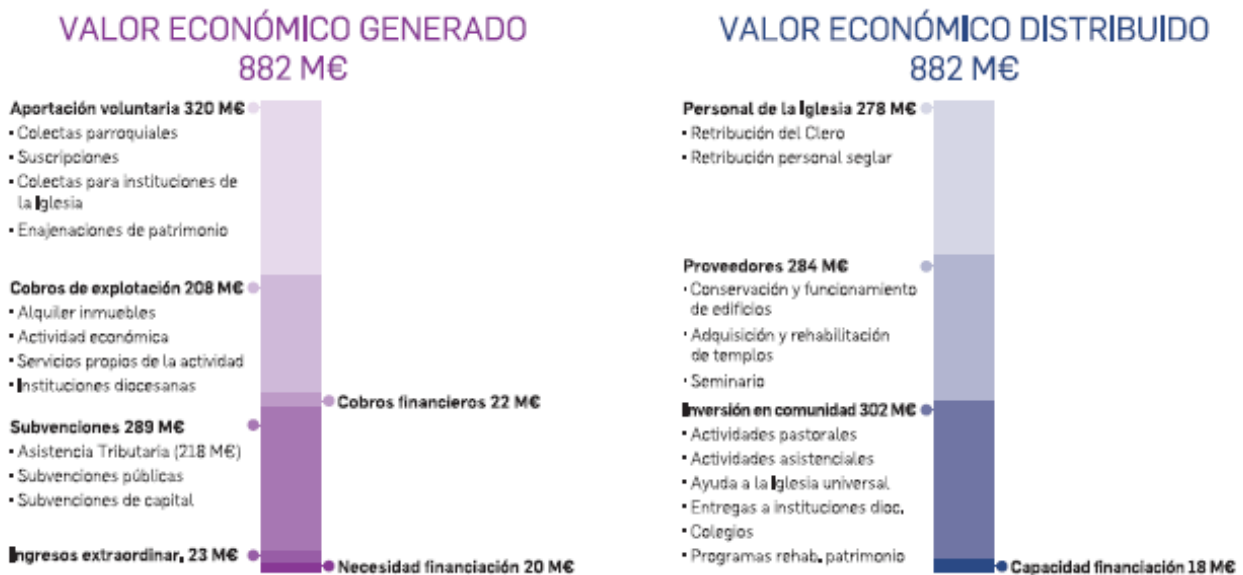 VALOR ECONÓMICO GENERADO
882 M€
Aportación voluntaria 320 M€
▪ Colectas parroquiales
▪ Suscripciones
▪ Colectas para instituciones de
la Iglesia
▪ Enajenaciones de patrimonio
Cobros de explotación 208 M€
▪ Alquiler inmuebles
▪ Actividad económica
▪ Servicios propios de la actividad
▪ Instituciones diocesanas
Cobros financieros 22 M€
Subvenciones 289 M€
▪ Asistencia Tributaria (218 M€)
▪ Subvenciones públicas
▪ Subvenciones de capital
Ingresos extraordinar. 23 M€
Necesidad financiación 20 M€
VALOR ECONÓMICO DISTRIBUIDO
882 M€
Personal de la Iglesia 278 M€
▪ Retribución del Clero
▪ Retribución personal seglar
Proveedores 284 M€
▪ Conservación y funcionamiento
de edificios
▪ Adquisición y rehabilitación
de templos
▪ Seminario
Inversión en comunidad 302 M€
▪ Actividades pastorales
▪ Actividades asistenciales
▪ Ayuda a la Iglesia universal
▪ Entregas a instituciones dioc.
▪ Colegios
▪ Programas rehab. patrimonio
Capacidad financiación 18 M€